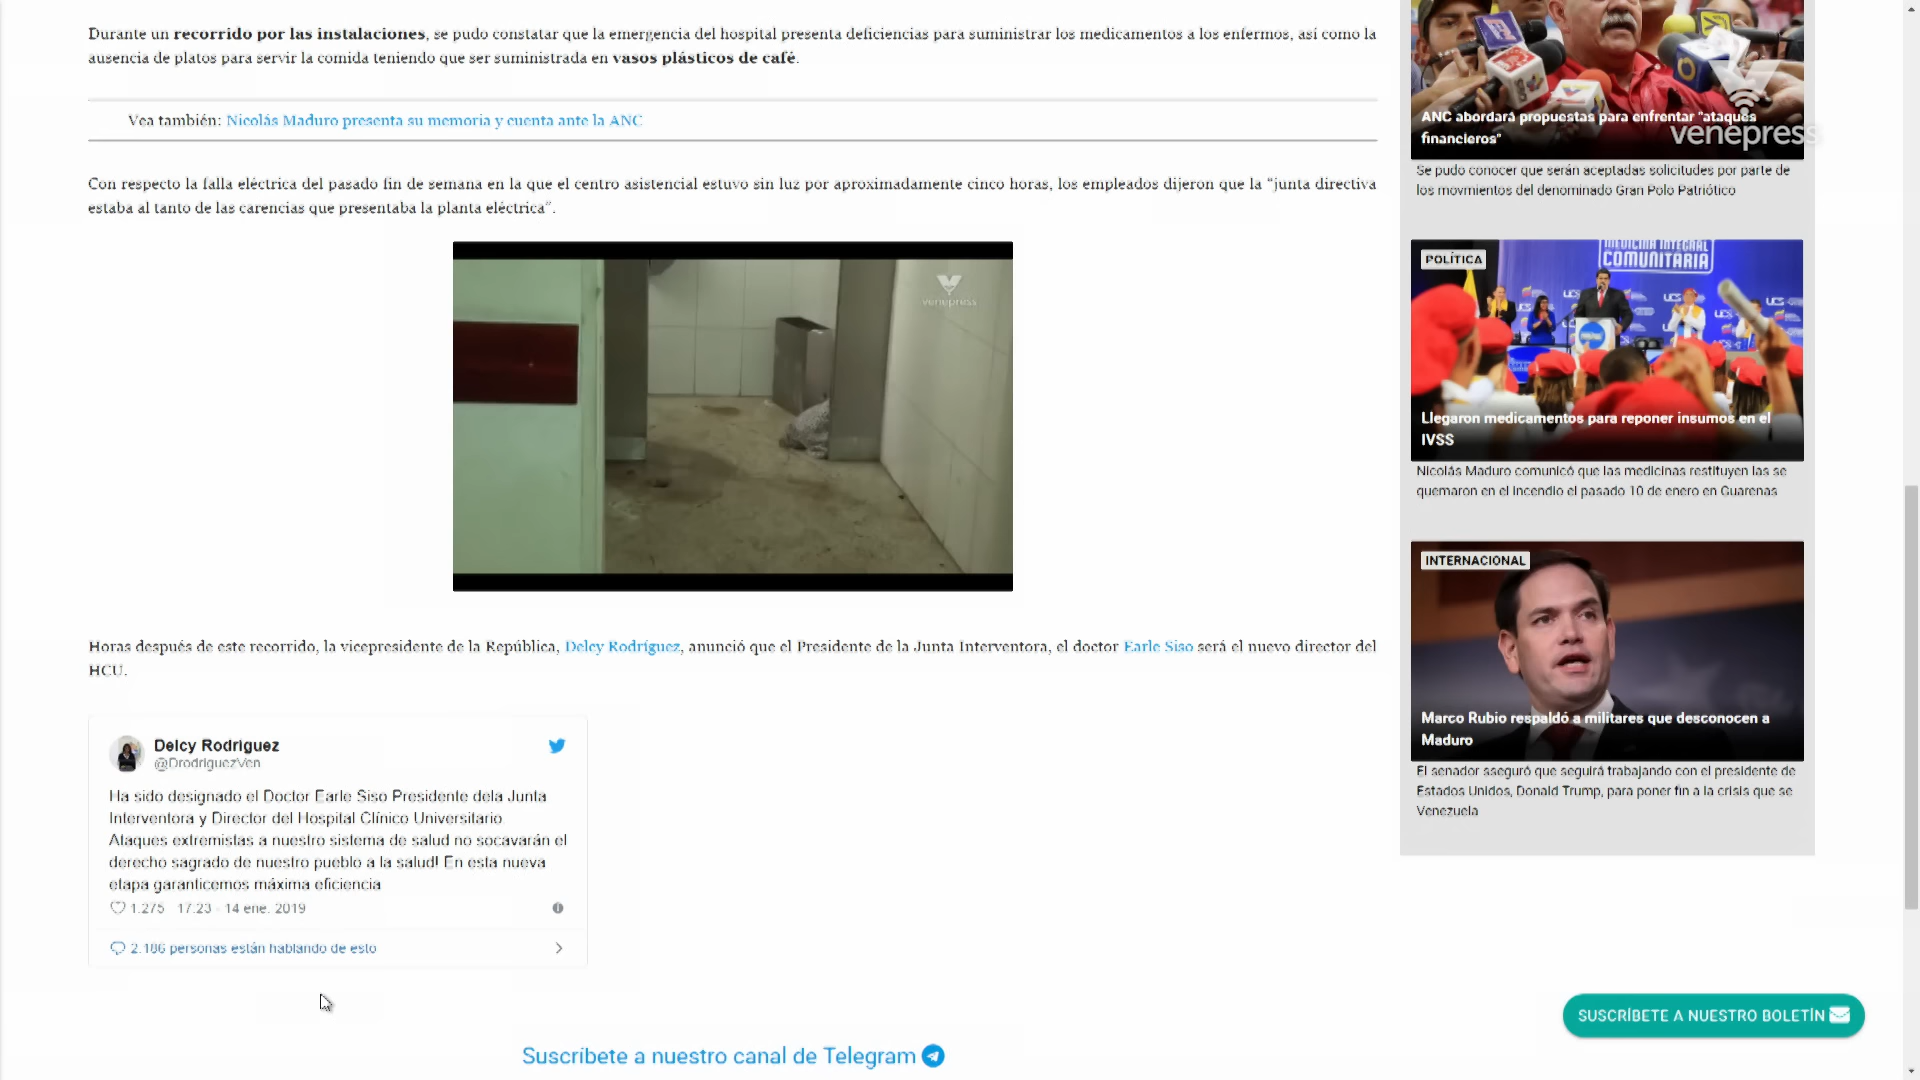 Durante un recorrido por las instalaciones, se pudo constatar que la emergencia del hospital presenta deficiencias para suministrar los medicamentos a los enfermos, así como la
ausencia de platos para servir la comida teniendo que ser suministrada en vasos plásticos de café.
Vea también: Nicolás Maduro presenta su memoria y cuenta ante la ANC
Con respecto la falla eléctrica del pasado fin de semana en la que el centro asistencial estuvo sin luz por aproximadamente cinco horas, los empleados dijeron que la "junta directiva
estaba al tanto de las carencias que presentaba la planta eléctrica".
venepress
Horas después de este recorrido, la vicepresidente de la República, Delcy Rodríguez, anunció que el Presidente de la Junta Interventora, el doctor Earle Siso será el nuevo director del
HCU.
Delcy Rodríguez
@DrodriguezVen
Ha sido designado el Doctor Earle Siso Presidente dela Junta
Interventora y Director del Hospital Clínico Universitario
Ataques extremistas a nuestro sistema de salud no socavarán el
derecho sagrado de nuestro pueblo a la salud! En esta nueva
etapa garanticemos máxima eficiencia
1.275 17:23 - 14 ene. 2019
2.186 personas están hablando de esto
Suscríbete a nuestro canal de Telegram
ANC abordará propuestas para enfrentar "ataques
financieros"
venepress
Se pudo conocer que serán aceptadas solicitudes por parte de
los movmientos del denominado Gran Polo Patriótico
MEDICINA INTEGRAL
COMUNITARIA
POLÍTICA
UCS
UCS
UCS
Llegaron medicamentos para reponer insumos en el
IVSS
Nicolás Maduro comunicó que las medicinas restituyen las se
quemaron en el incendio el pasado 10 de enero en Guarenas
INTERNACIONAL
Marco Rubio respaldó a militares que desconocen a
Maduro
El senador sseguró que seguirá trabajando con el presidente de
Estados Unidos, Donald Trump, para poner fin a la crisis que se
Venezuela
SUSCRÍBETE A NUESTRO BOLETÍN